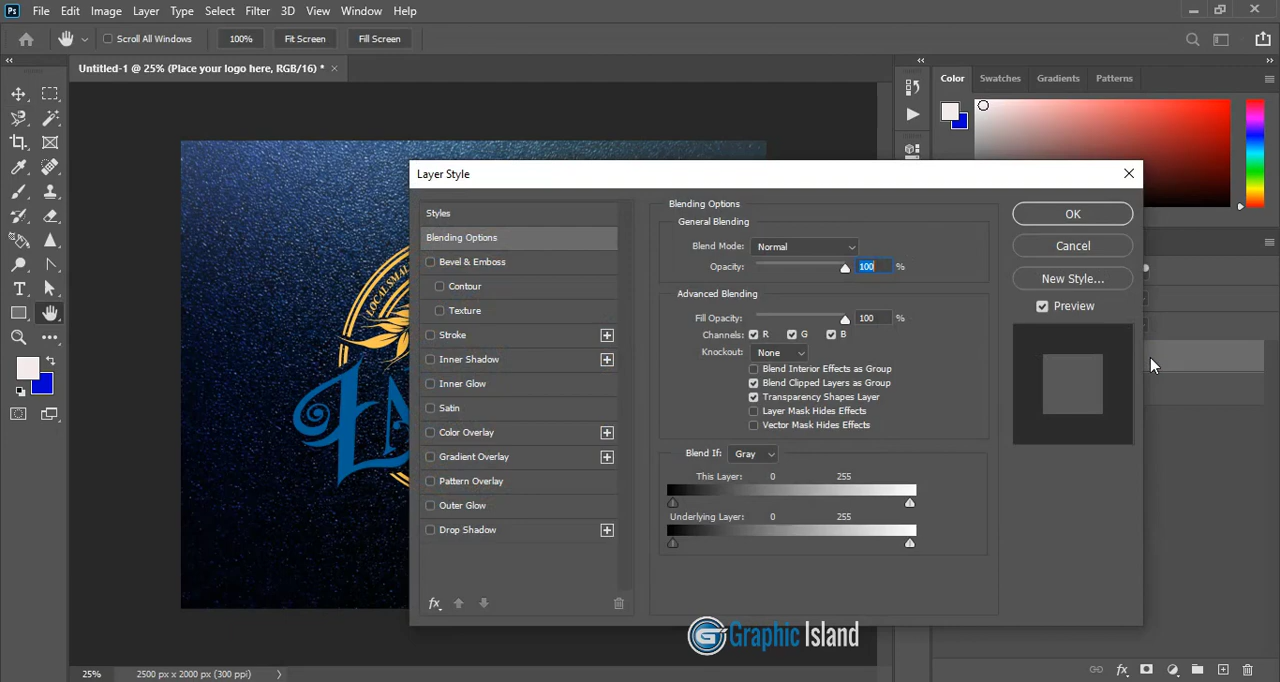 Ps File Edit Image Layer Type Select Filter 3D View Window Help
Scroll All Windows 100% Fit Screen Fill Screen
Untitled-1 @ 25% (Place your logo here, RGB/16) * ×
Color Swatches Gradients Patterns
Layer Style
Styles
Blending Options
Bevel & Emboss
Contour
Texture
Stroke
Inner Shadow
Inner Glow
Satin
Color Overlay
Gradient Overlay
Pattern Overlay
Outer Glow
Drop Shadow
fx
Blending Options
General Blending
Blend Mode: Normal
Opacity: 100 %
Advanced Blending
Fill Opacity: 100 %
Channels: R G B
Knockout: None
Blend Interior Effects as Group
Blend Clipped Layers as Group
Transparency Shapes Layer
Layer Mask Hides Effects
Vector Mask Hides Effects
Blend If: Gray
This Layer: 0 255
Underlying Layer: 0 255
OK
Cancel
New Style...
Preview
LOCAL SMAL
G Graphic Island
25% 2500 px x 2000 px (300 ppi)
fx